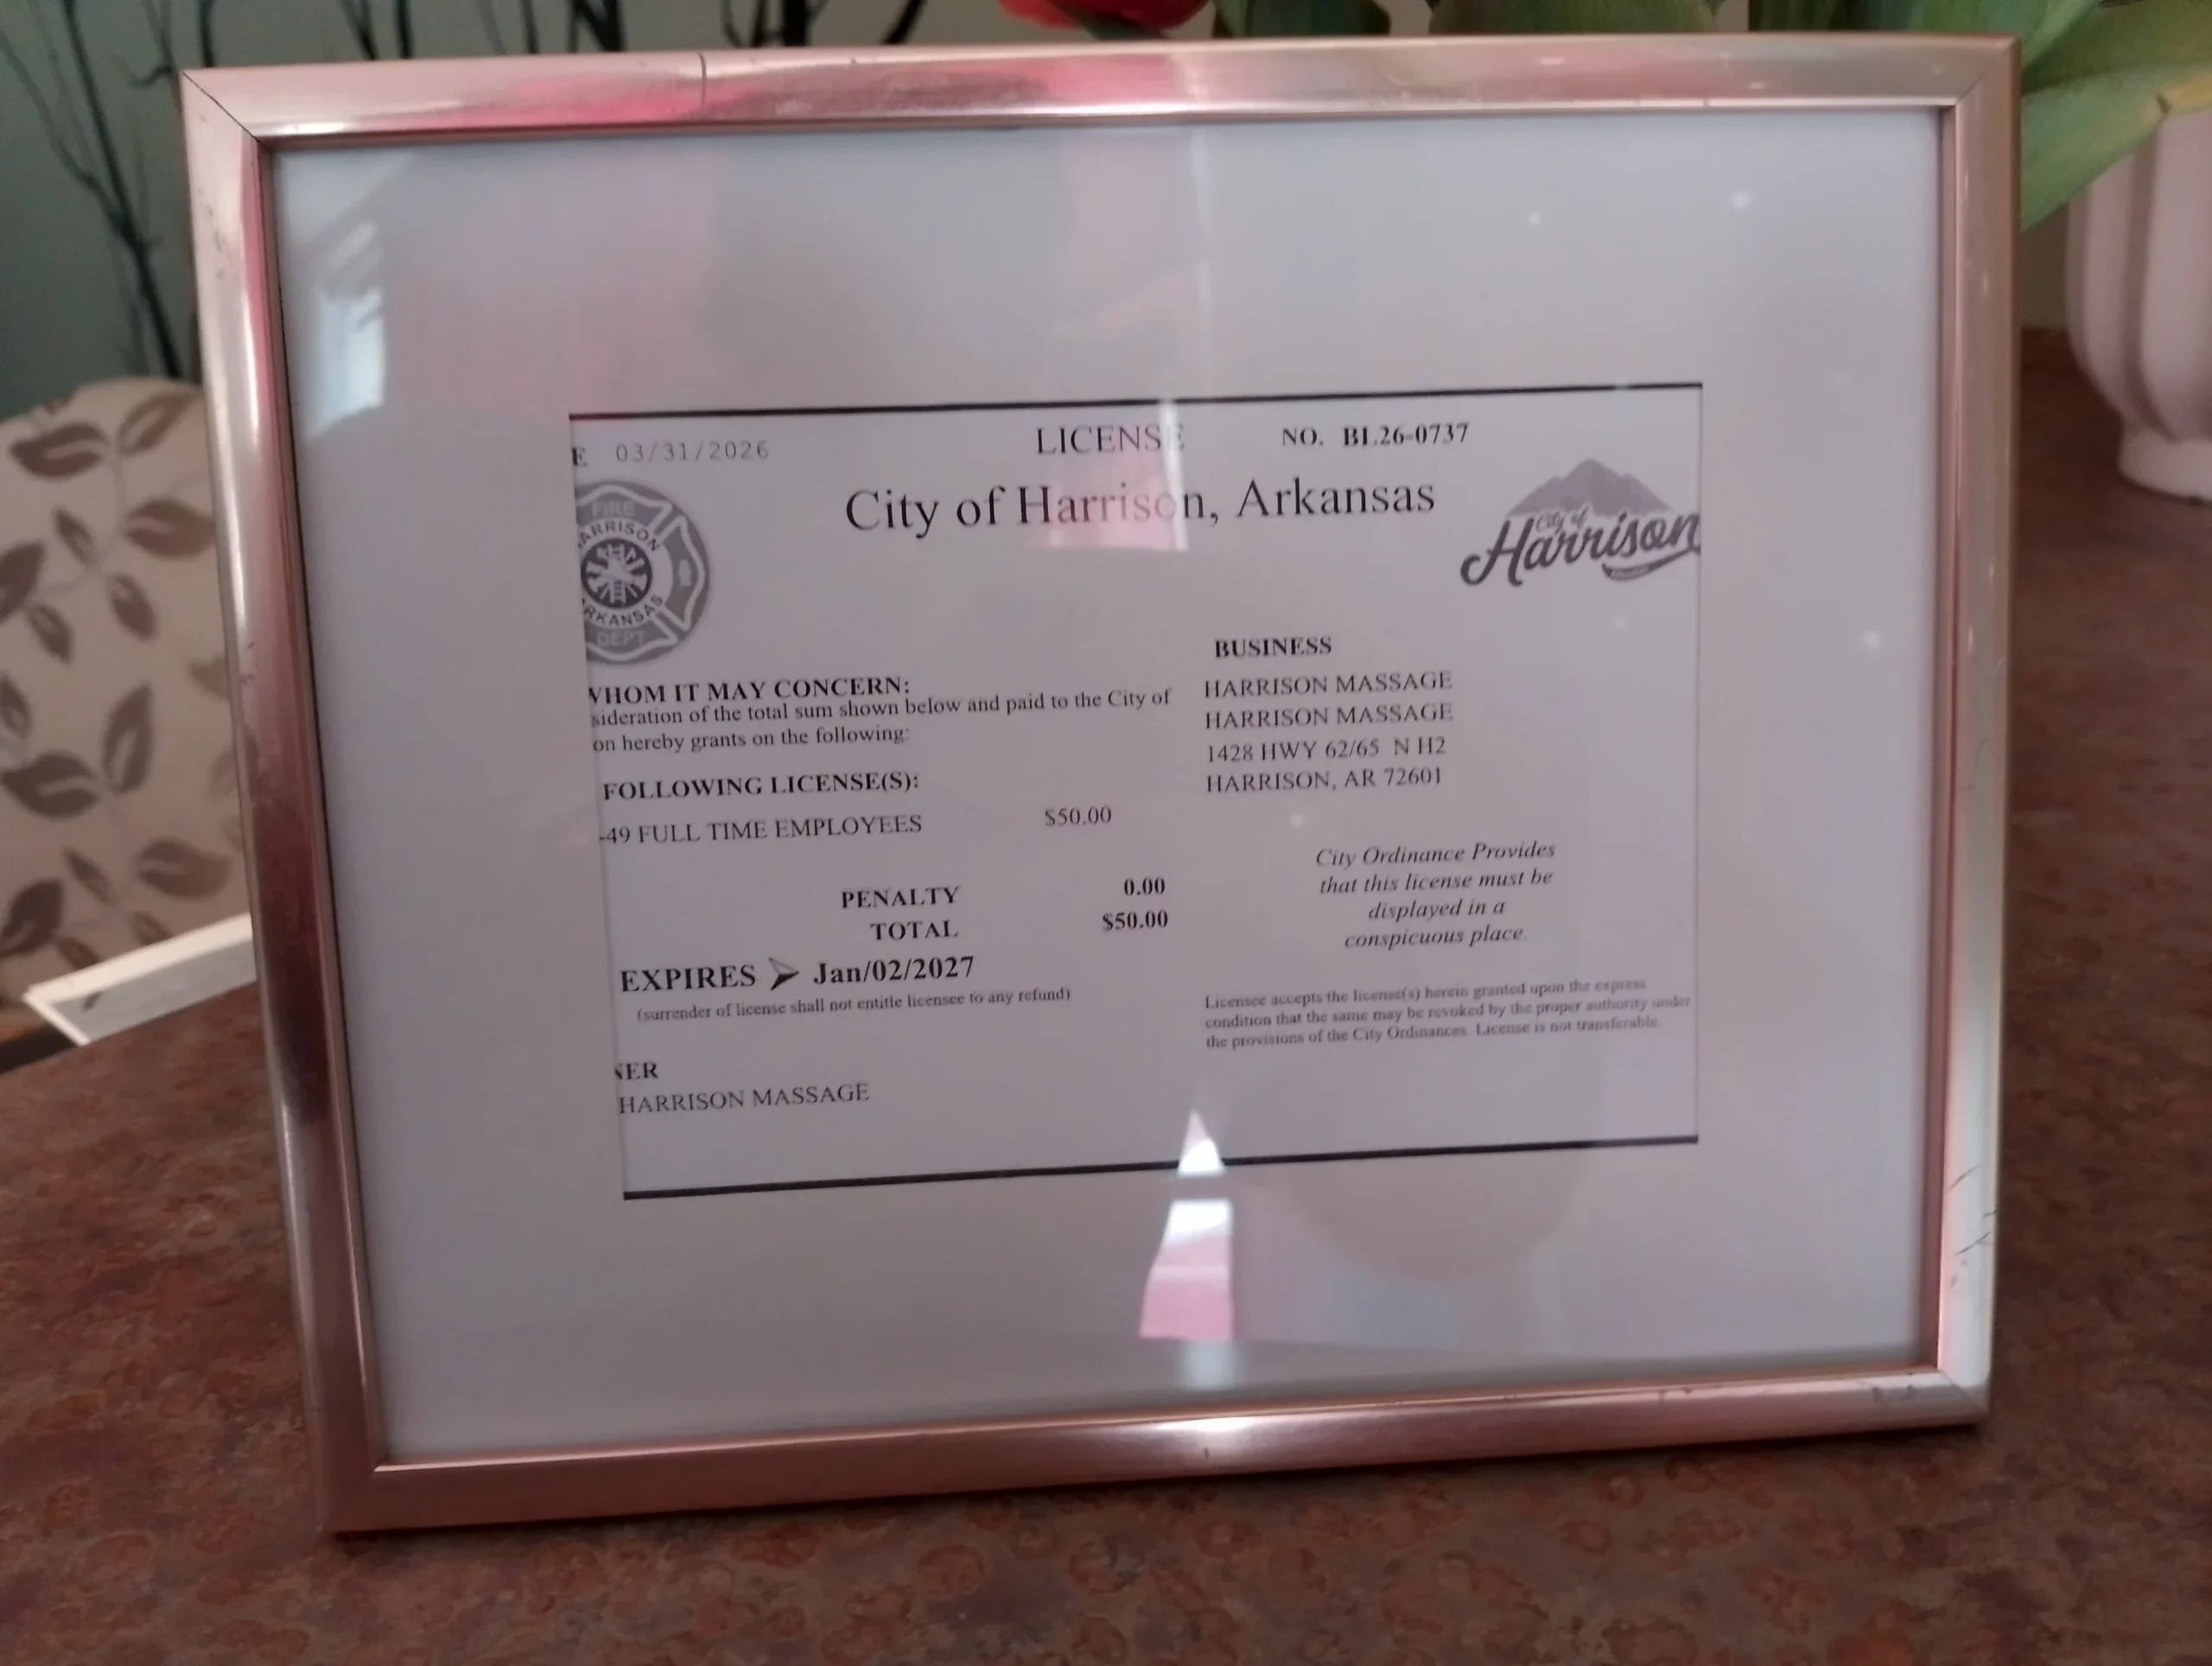 E 03/31/2026 LICENSE NO. BL26-0737
City of Harrison, Arkansas
FIRE
ARRISON
ARKANSAS
DEPT
City of
Harrison
WHOM IT MAY CONCERN:
sideration of the total sum shown below and paid to the City of
on hereby grants on the following:
FOLLOWING LICENSE(S):
-49 FULL TIME EMPLOYEES $50.00
PENALTY 0.00
TOTAL $50.00
EXPIRES ➢ Jan/02/2027
(surrender of license shall not entitle licensee to any refund)
NER
HARRISON MASSAGE
BUSINESS
HARRISON MASSAGE
HARRISON MASSAGE
1428 HWY 62/65 N H2
HARRISON, AR 72601
City Ordinance Provides
that this license must be
displayed in a
conspicuous place.
Licensee accepts the license(s) herein granted upon the express
condition that the same may be revoked by the proper authority under
the provisions of the City Ordinances. License is not transferable.